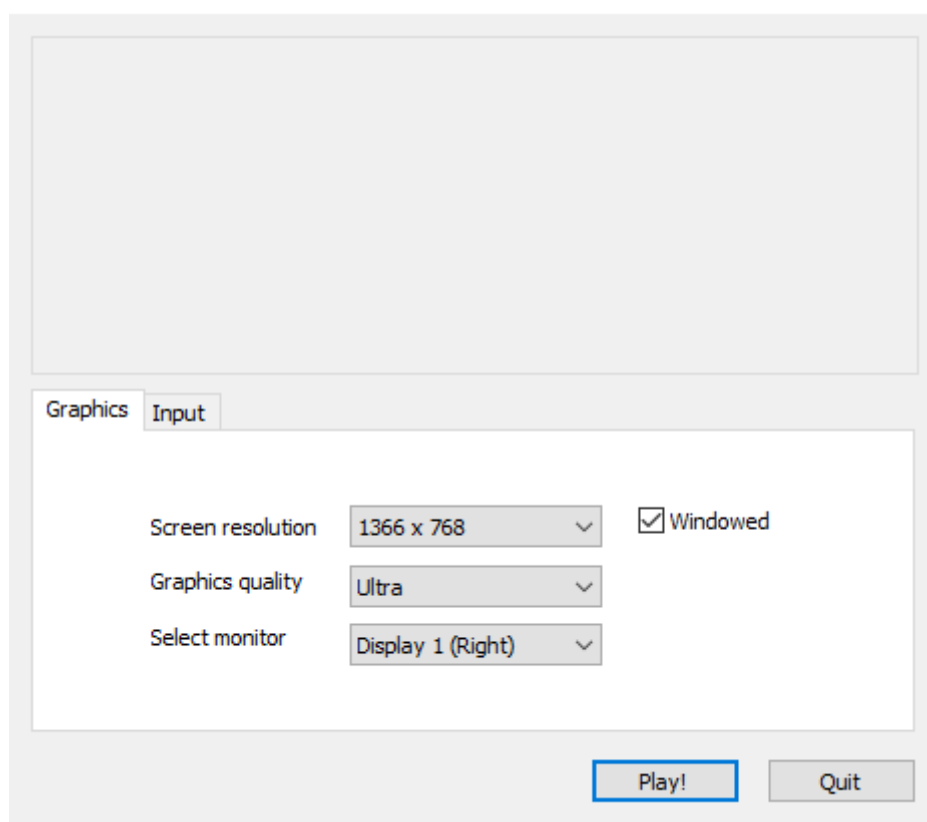 Graphics
Input
Screen resolution
1366 x 768
Windowed
Graphics quality
Ultra
Select monitor
Display 1 (Right)
Play!
Quit